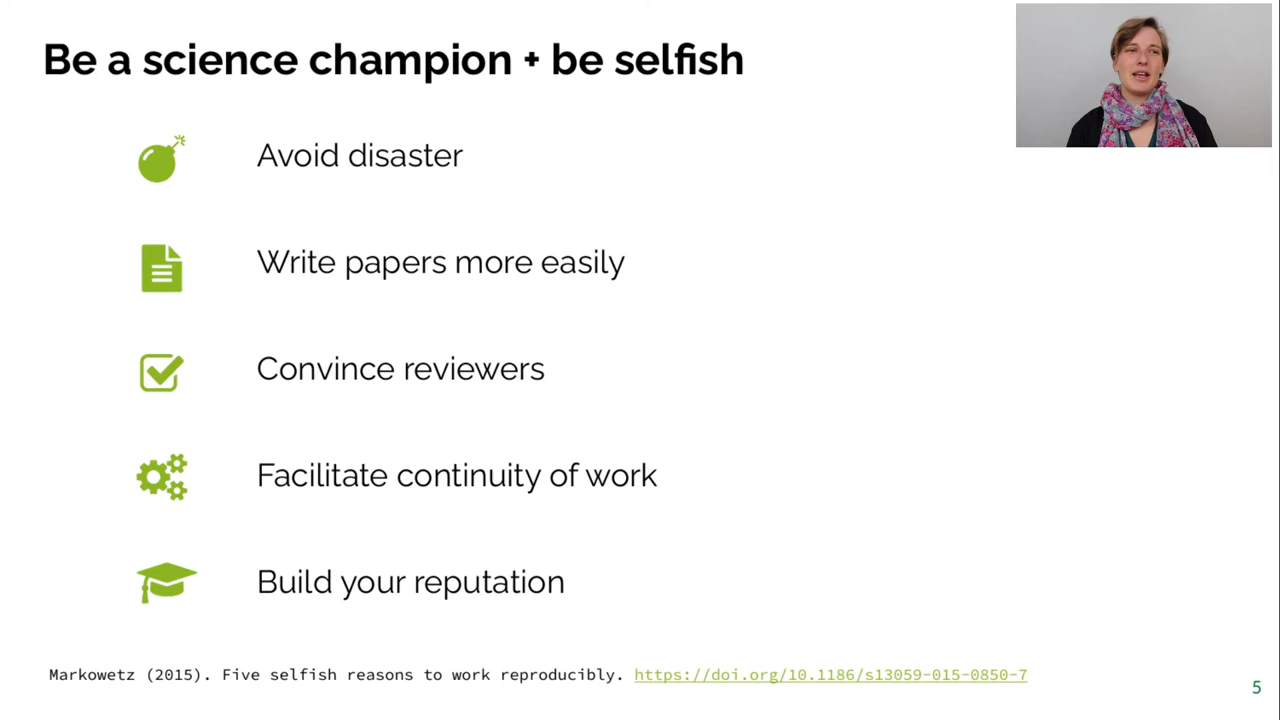 Be a science champion + be selfish
Avoid disaster
Write papers more easily
Convince reviewers
Facilitate continuity of work
Build your reputation
Markowetz (2015). Five selfish reasons to work reproducibly. https://doi.org/10.1186/s13059-015-0850-7
5